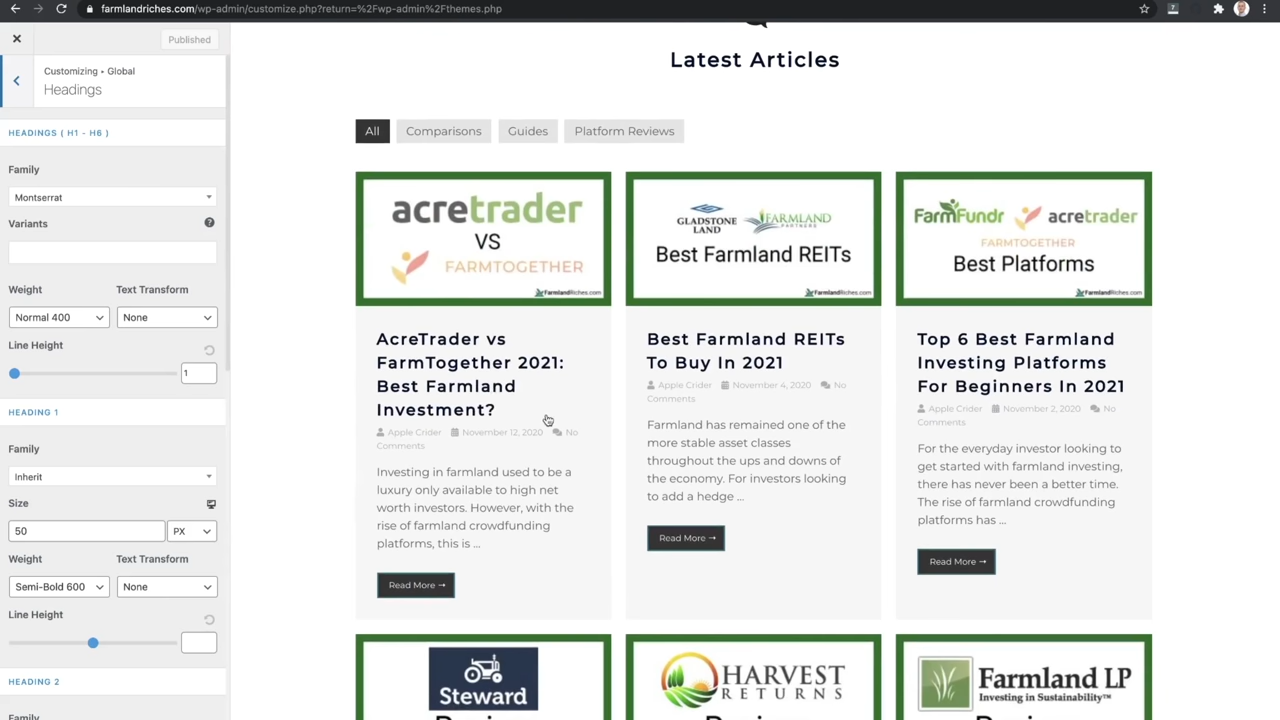 farmlandriches.com/wp-admin/customize.php?return=%2Fwp-admin%2Fthemes.php
Published
Customizing • Global
Headings
HEADINGS ( H1 - H6 )
Family
Montserrat
Variants
Weight
Text Transform
Normal 400
None
Line Height
1
HEADING 1
Family
Inherit
Size
50
PX
Weight
Text Transform
Semi-Bold 600
None
Line Height
HEADING 2
Family
Latest Articles
All
Comparisons
Guides
Platform Reviews
acretrader
VS
FARMTOGETHER
FarmlandRiches.com
AcreTrader vs
FarmTogether 2021:
Best Farmland
Investment?
Apple Crider November 12, 2020 No
Comments
Investing in farmland used to be a
luxury only available to high net
worth investors. However, with the
rise of farmland crowdfunding
platforms, this is ...
Read More →
GLADSTONE
LAND
FARMLAND
PARTNERS
Best Farmland REITs
FarmlandRiches.com
Best Farmland REITs
To Buy In 2021
Apple Crider November 4, 2020 No
Comments
Farmland has remained one of the
more stable asset classes
throughout the ups and downs of
the economy. For investors looking
to add a hedge ...
Read More →
FarmFundr
acretrader
FARMTOGETHER
Best Platforms
FarmlandRiches.com
Top 6 Best Farmland
Investing Platforms
For Beginners In 2021
Apple Crider November 2, 2020 No
Comments
For the everyday investor looking to
get started with farmland investing,
there has never been a better time.
The rise of farmland crowdfunding
platforms has ...
Read More →
Steward
HARVEST
RETURNS
Farmland LP
Investing in Sustainability™